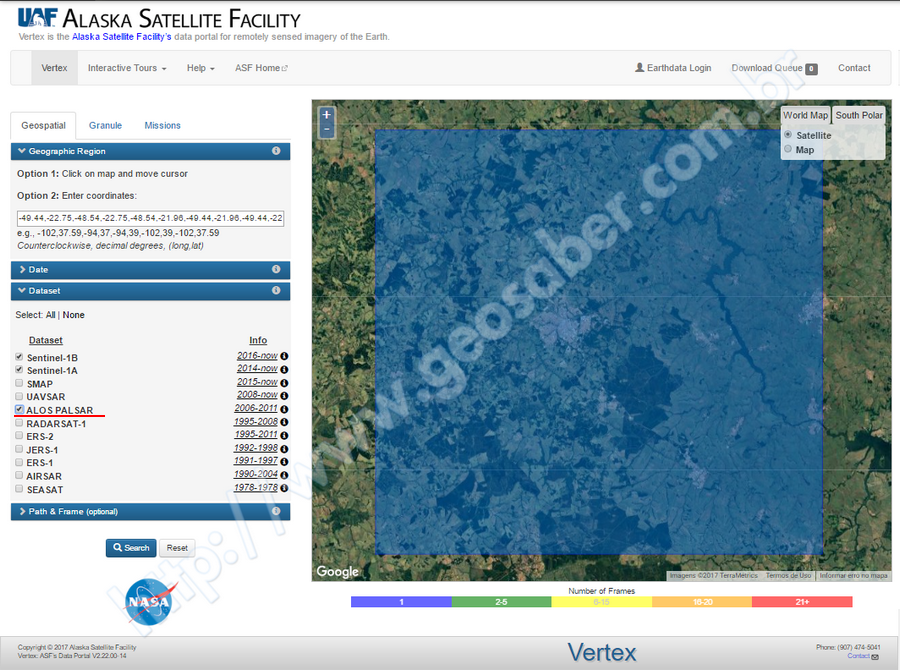 UAF ALASKA SATELLITE FACILITY
Vertex is the Alaska Satellite Facility's data portal for remotely sensed imagery of the Earth.
Vertex Interactive Tours Help ASF Home Earthdata Login Download Queue 0 Contact
Geospatial Granule Missions
Geographic Region
Option 1: Click on map and move cursor
Option 2: Enter coordinates:
-49.44,-22.75,-48.54,-22.75,-48.54,-21.96,-49.44,-21.96,-49.44,-22
e.g., -102,37.59,-94,37,-94,39,-102,39,-102,37.59
Counterclockwise, decimal degrees, (long,lat)
Date
Dataset
Select: All | None
Dataset Info
Sentinel-1B 2016-now
Sentinel-1A 2014-now
SMAP 2015-now
UAVSAR 2008-now
ALOS PALSAR 2006-2011
RADARSAT-1 1995-2008
ERS-2 1995-2011
JERS-1 1992-1998
ERS-1 1991-1997
AIRSAR 1990-2004
SEASAT 1978-1978
Path & Frame (optional)
Search Reset
NASA
+
-
World Map South Polar
Satellite
Map
http://www.geosaber.com.br
Google
Imagens ©2017 TerraMetrics Termos de Uso Informar erro no mapa
Number of Frames
1 2-5 6-15 16-20 21+
Copyright © 2017 Alaska Satellite Facility
Vertex: ASF's Data Portal V2.22.00-14
Vertex
Phone: (907) 474-5041
Contact